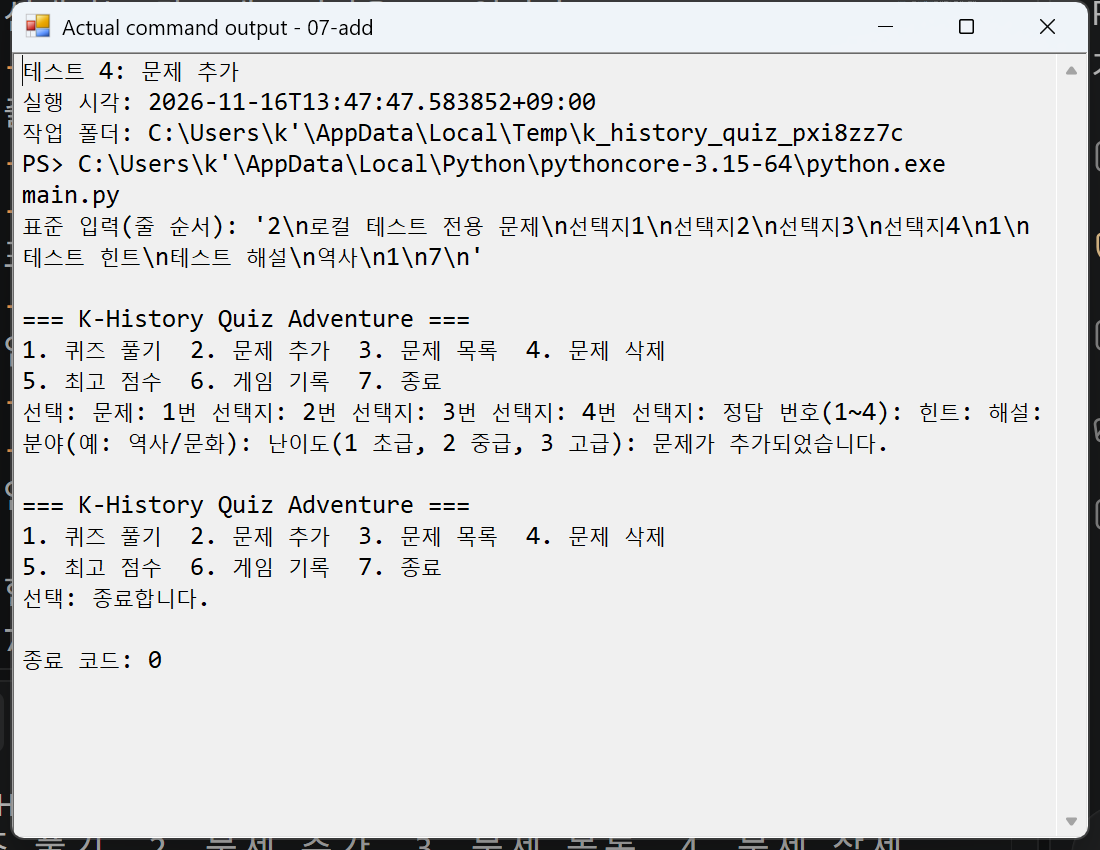 Actual command output - 07-add
테스트 4: 문제 추가
실행 시각: 2026-11-16T13:47:47.583852+09:00
작업 폴더: C:\Users\k'\AppData\Local\Temp\k_history_quiz_pxi8zz7c
PS> C:\Users\k'\AppData\Local\Python\pythoncore-3.15-64\python.exe
main.py
표준 입력(줄 순서): '2\n로컬 테스트 전용 문제\n선택지1\n선택지2\n선택지3\n선택지4\n1\n
테스트 힌트\n테스트 해설\n역사\n1\n7\n'
=== K-History Quiz Adventure ===
1. 퀴즈 풀기  2. 문제 추가  3. 문제 목록  4. 문제 삭제
5. 최고 점수  6. 게임 기록  7. 종료
선택: 문제: 1번 선택지: 2번 선택지: 3번 선택지: 4번 선택지: 정답 번호(1~4): 힌트: 해설:
분야(예: 역사/문화): 난이도(1 초급, 2 중급, 3 고급): 문제가 추가되었습니다.
=== K-History Quiz Adventure ===
1. 퀴즈 풀기  2. 문제 추가  3. 문제 목록  4. 문제 삭제
5. 최고 점수  6. 게임 기록  7. 종료
선택: 종료합니다.
종료 코드: 0